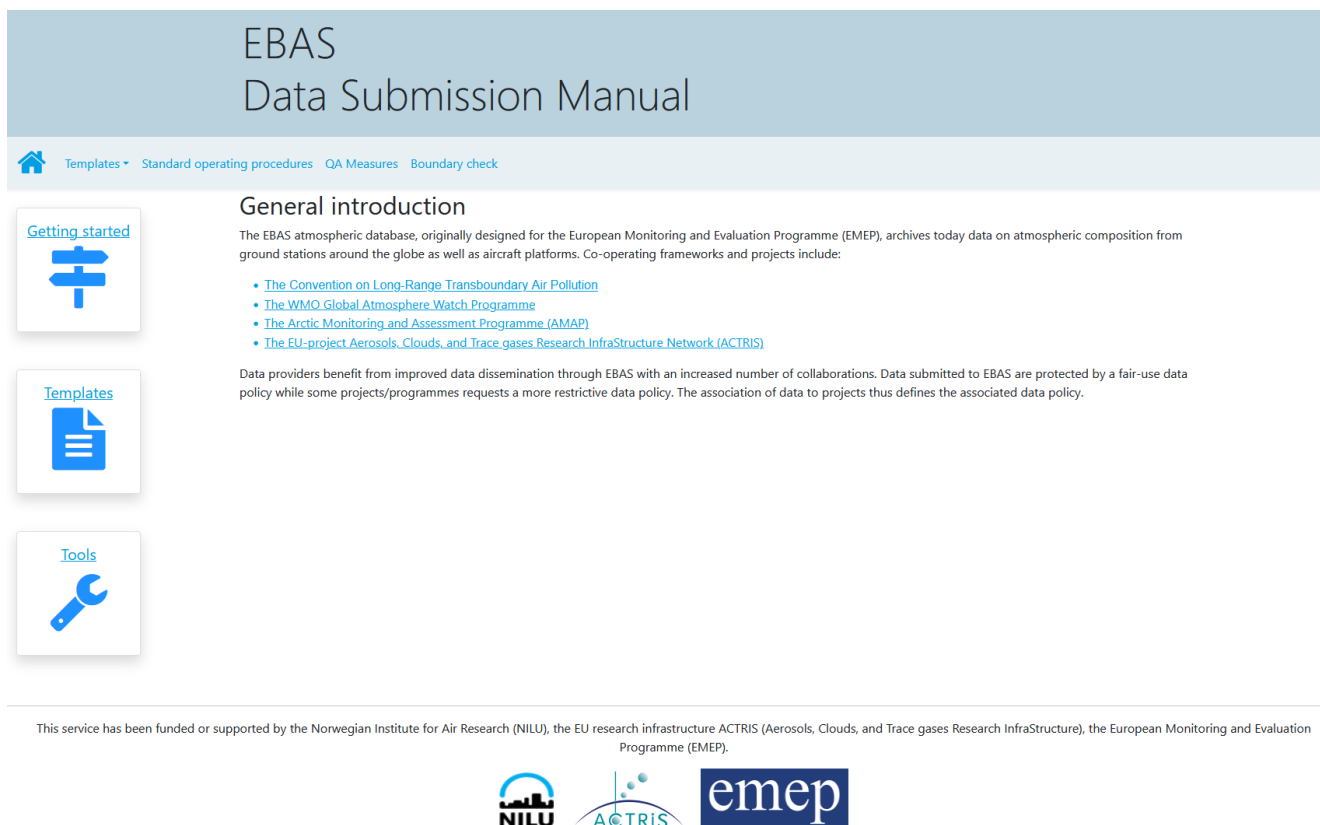 EBAS
Data Submission Manual
Templates
Standard operating procedures
QA Measures
Boundary check
Getting started
Templates
Tools
General introduction
The EBAS atmospheric database, originally designed for the European Monitoring and Evaluation Programme (EMEP), archives today data on atmospheric composition from
ground stations around the globe as well as aircraft platforms. Co-operating frameworks and projects include:
The Convention on Long-Range Transboundary Air Pollution
The WMO Global Atmosphere Watch Programme
The Arctic Monitoring and Assessment Programme (AMAP)
The EU-project Aerosols, Clouds, and Trace gases Research InfraStructure Network (ACTRIS)
Data providers benefit from improved data dissemination through EBAS with an increased number of collaborations. Data submitted to EBAS are protected by a fair-use data
policy while some projects/programmes requests a more restrictive data policy. The association of data to projects thus defines the associated data policy.
This service has been funded or supported by the Norwegian Institute for Air Research (NILU), the EU research infrastructure ACTRIS (Aerosols, Clouds, and Trace gases Research InfraStructure), the European Monitoring and Evaluation
Programme (EMEP).
NILU
ACTRiS
emep